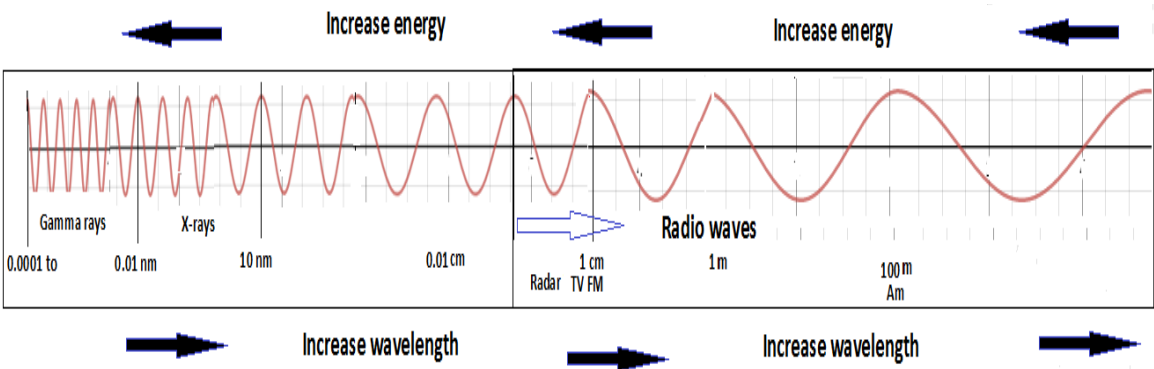 Increase energy
Increase energy
Gamma rays
X-rays
Radio waves
0.0001 to
0.01 nm
10 nm
0.01 cm
1 cm
1 m
100 m
Radar
TV FM
Am
Increase wavelength
Increase wavelength